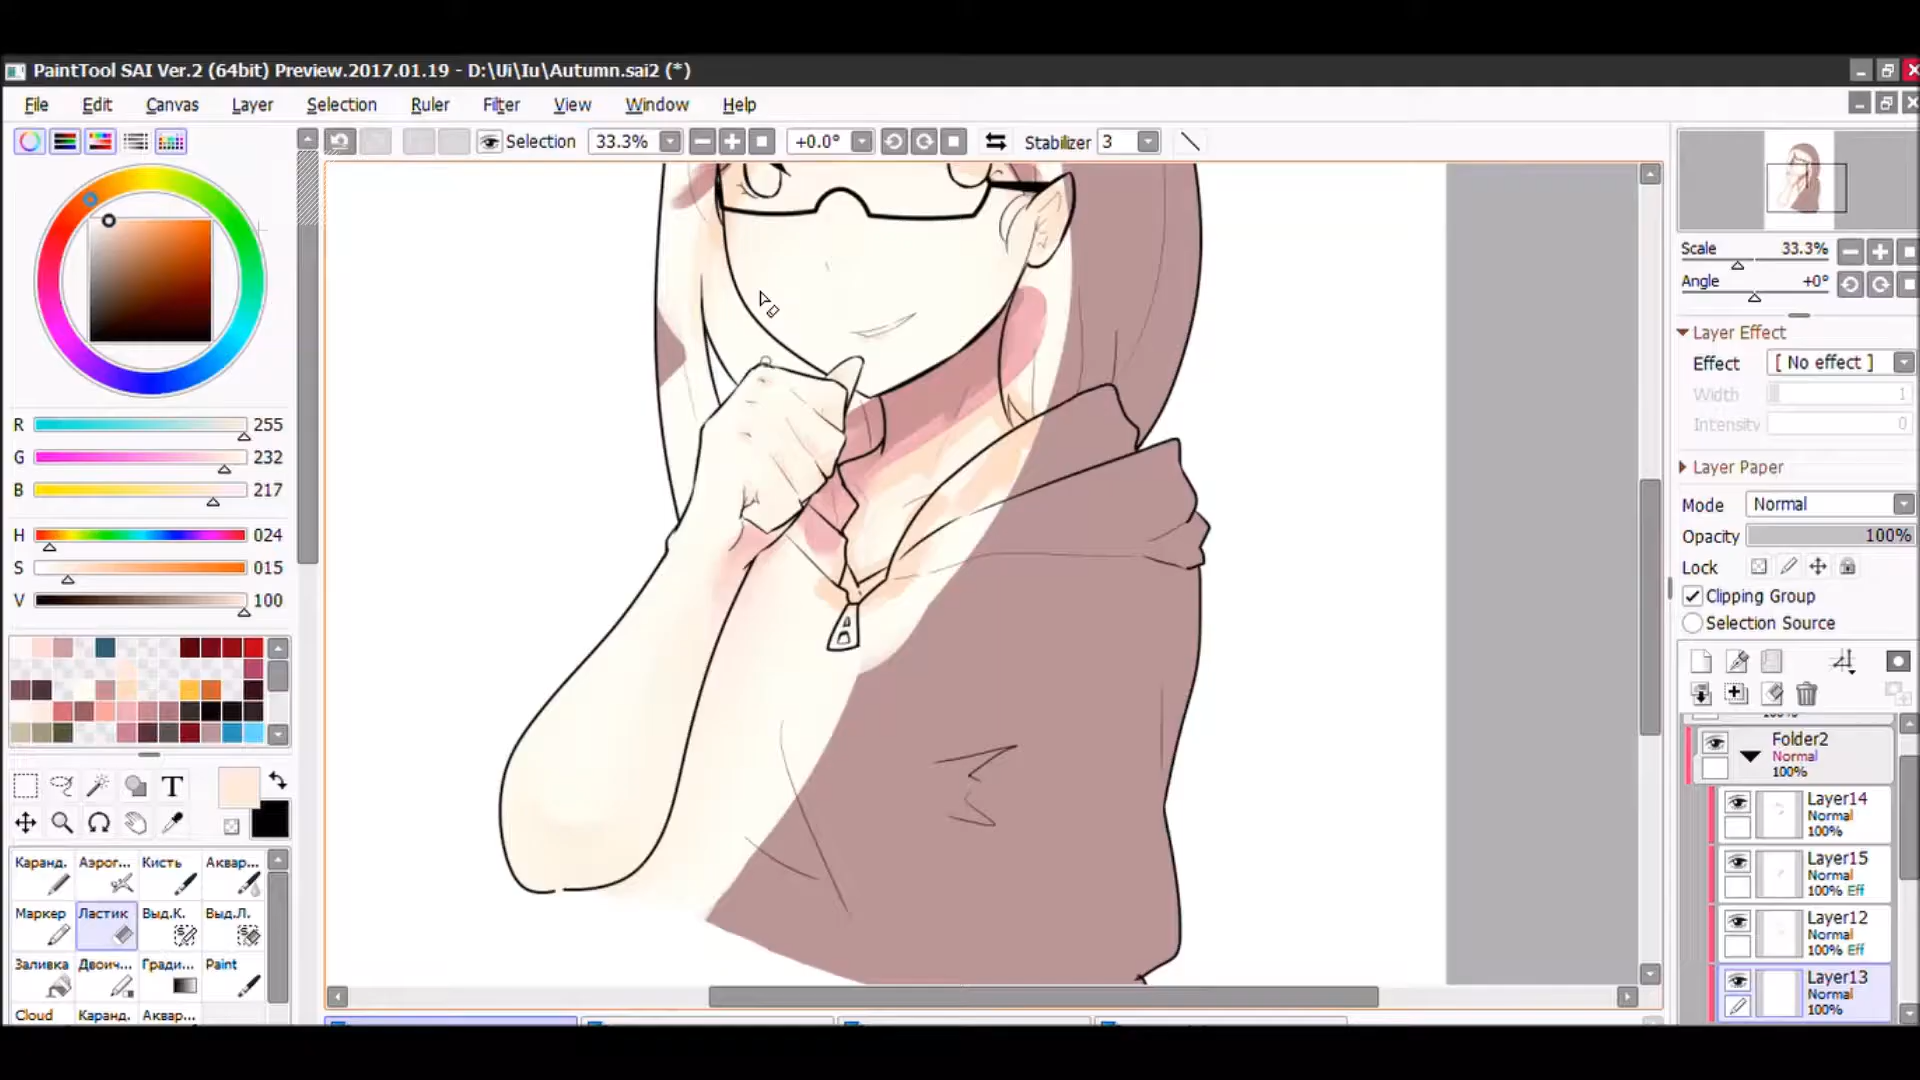 PaintTool SAI Ver.2 (64bit) Preview.2017.01.19 - D:\Ui\Iu\Autumn.sai2 (*)
File Edit Canvas Layer Selection Ruler Filter View Window Help
Selection 33.3% +0.0° Stabilizer 3
Scale 33.3%
Angle +0°
Layer Effect
Effect [ No effect ]
Width 1
Intensity 0
Layer Paper
Mode Normal
Opacity 100%
Lock
Clipping Group
Selection Source
R 255
G 232
B 217
H 024
S 015
V 100
T
Каранд. Аэрог... Кисть Аквар...
Маркер Ластик Выд.К. Выд.Л.
Заливка Двоич... Гради... Paint
Cloud Каранд. Аквар...
Folder2
Normal
100%
Layer14
Normal
100%
Layer15
Normal
100% Eff
Layer12
Normal
100% Eff
Layer13
Normal
100%